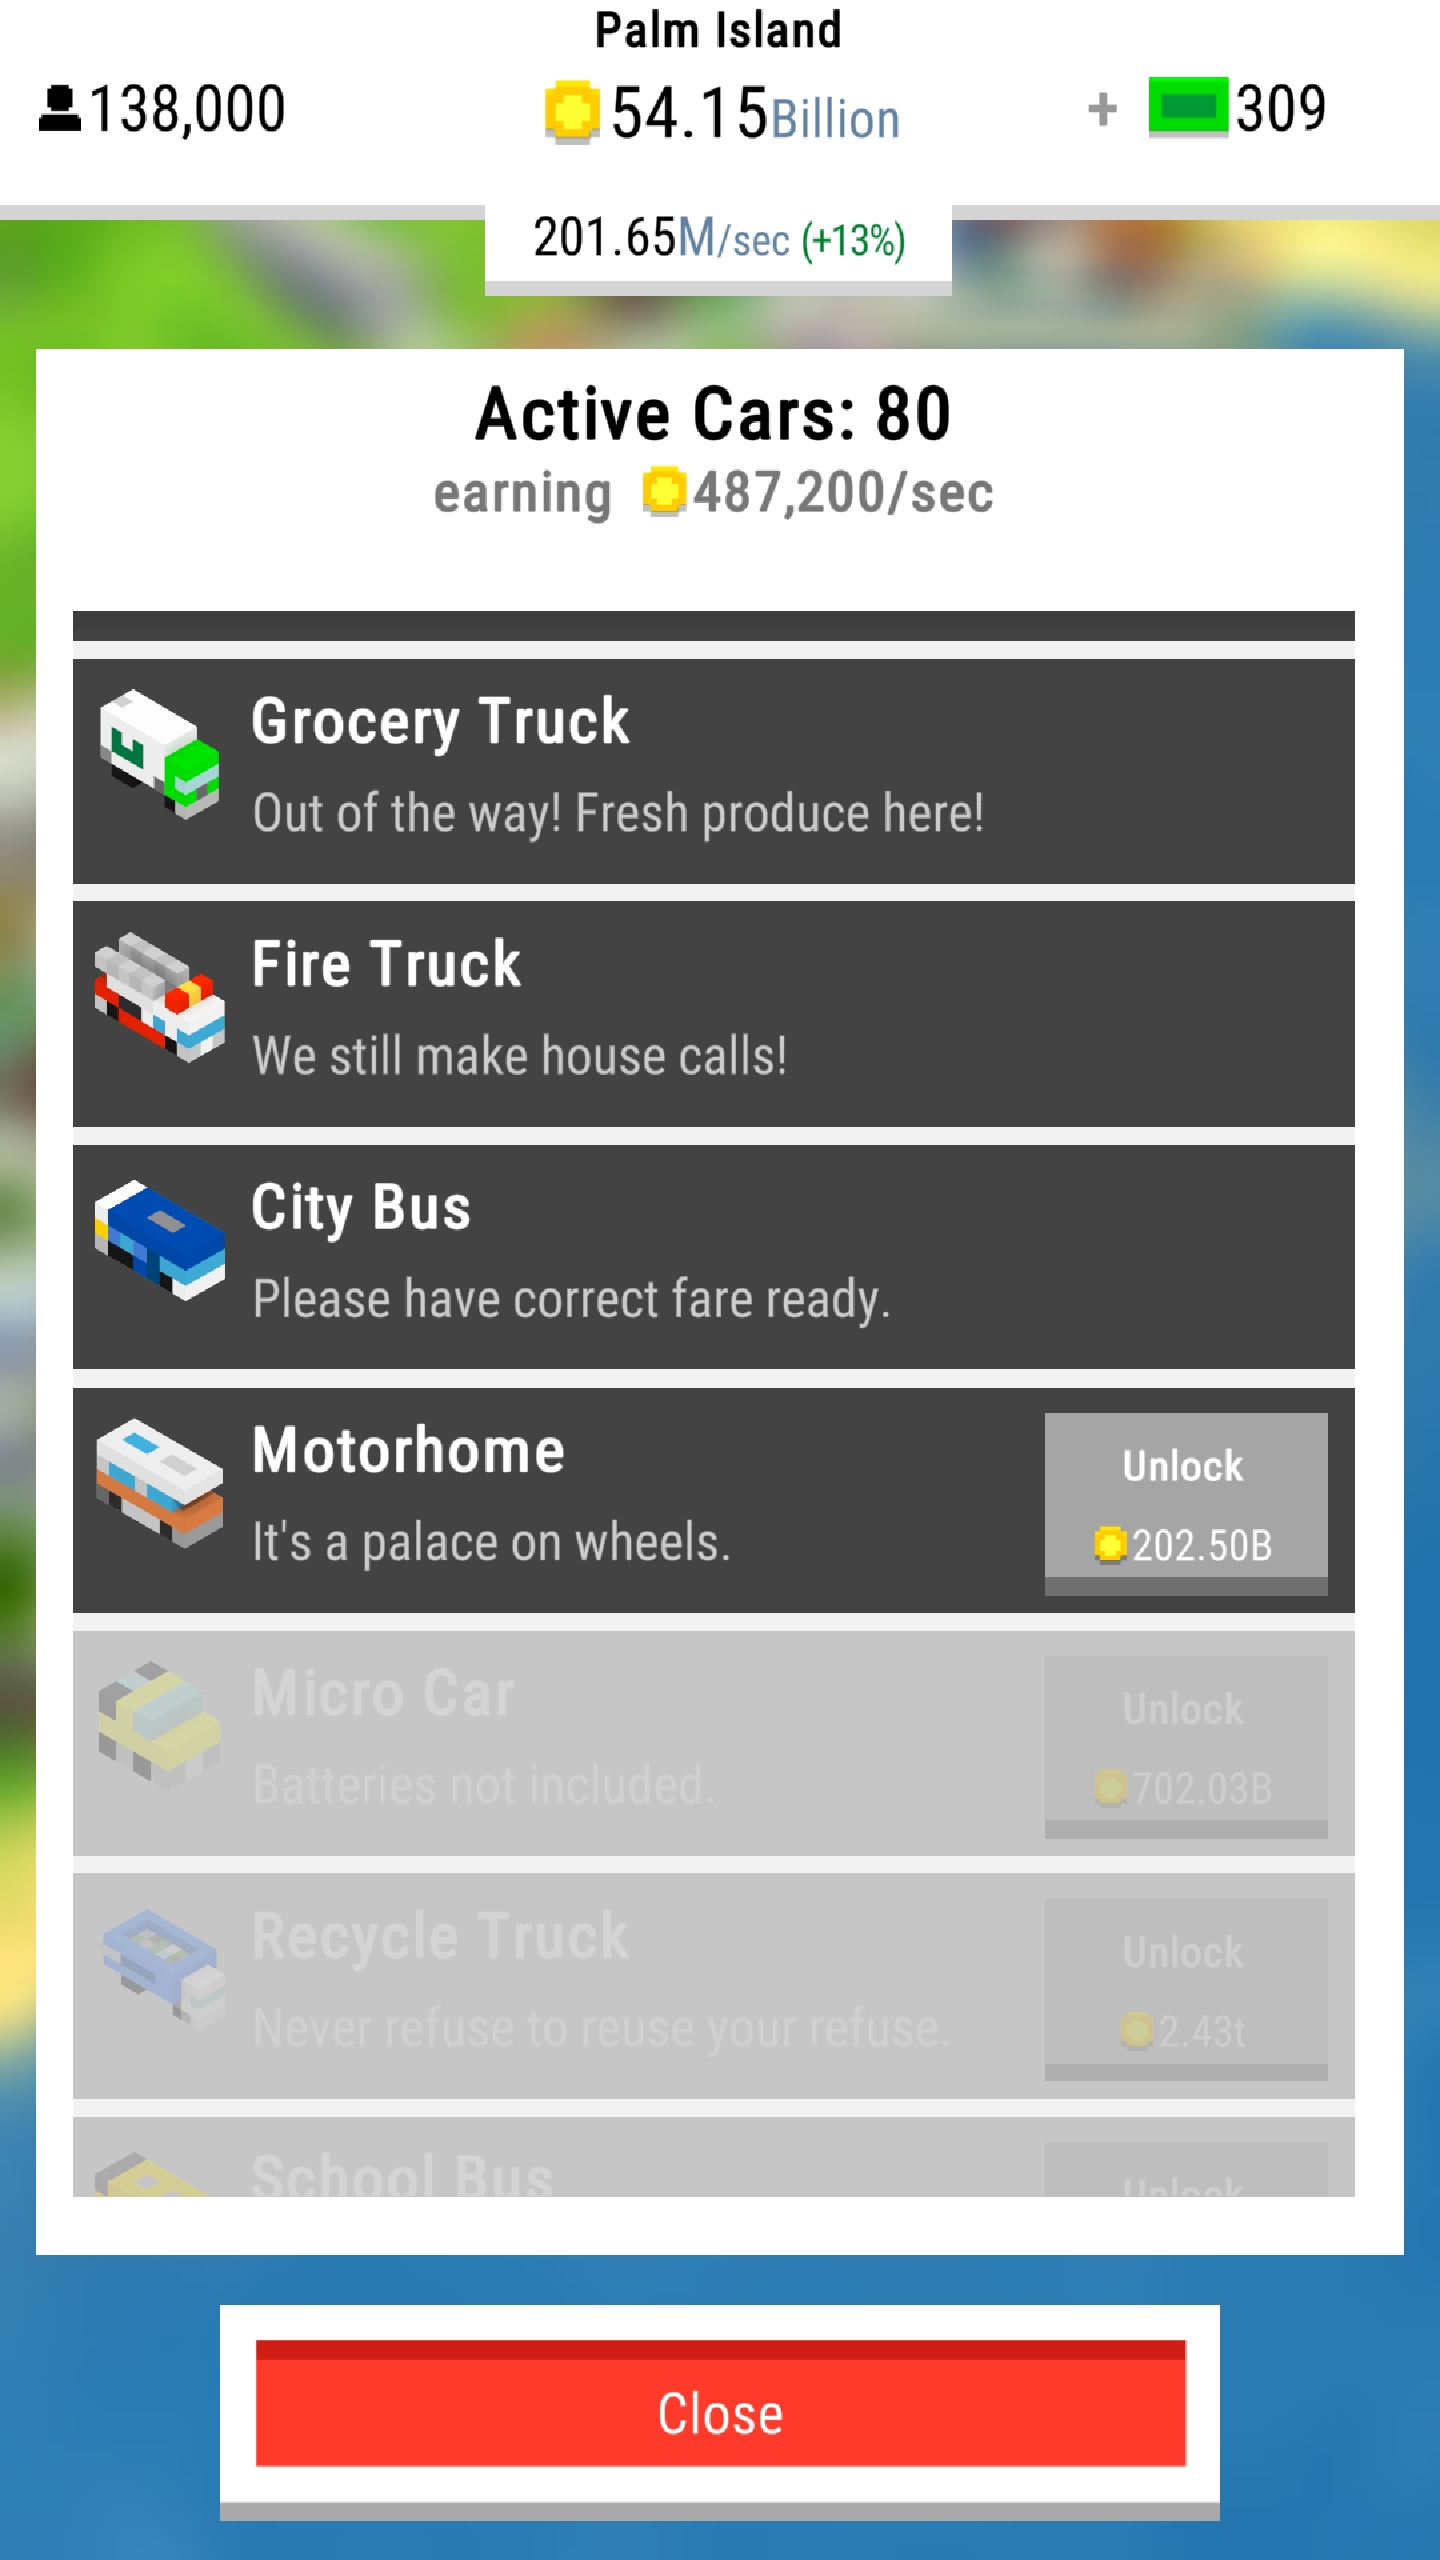 Palm Island
138,000 54.15Billion + 309
201.65M/sec (+13%)
Active Cars: 80
earning 487,200/sec
Grocery Truck
Out of the way! Fresh produce here!
Fire Truck
We still make house calls!
City Bus
Please have correct fare ready.
Motorhome
It's a palace on wheels.
Unlock
202.50B
Micro Car
Batteries not included.
Unlock
702.03B
Recycle Truck
Never refuse to reuse your refuse.
Unlock
2.43t
School Bus
Unlock
Close